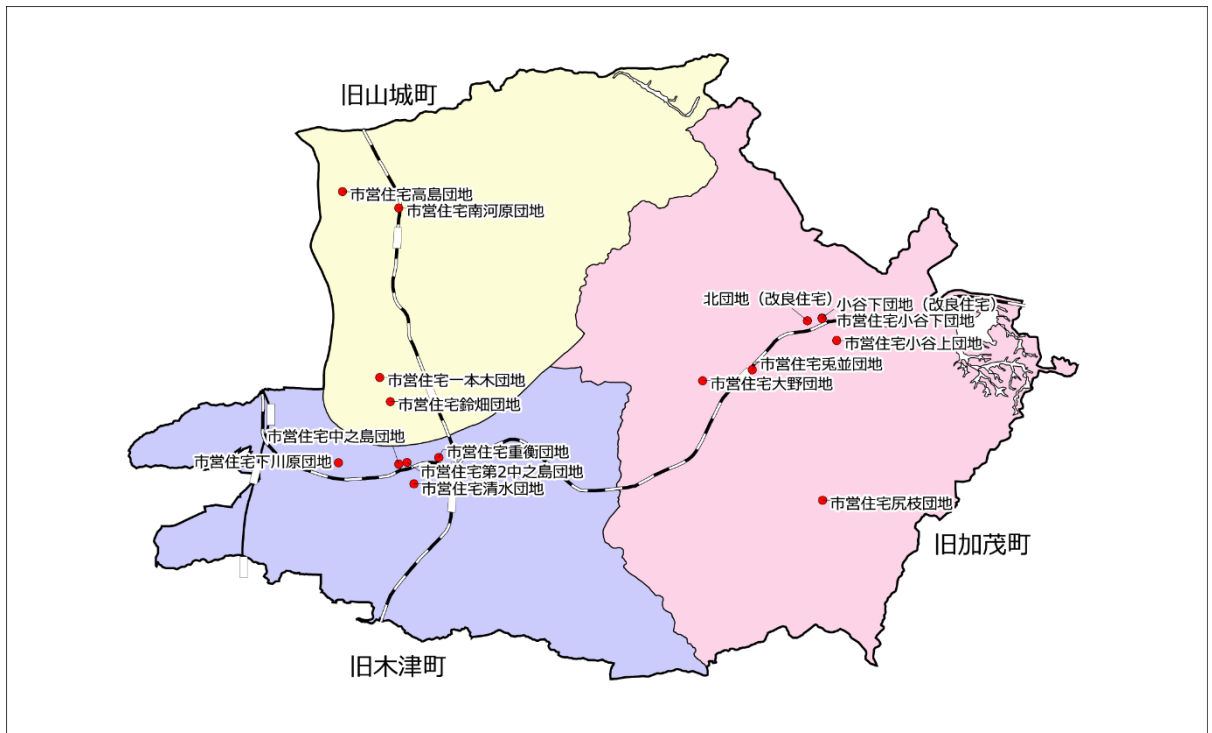 旧山城町
市営住宅高島団地
市営住宅南河原団地
北団地（改良住宅）
小谷下団地（改良住宅）
市営住宅小谷下団地
市営住宅小谷上団地
市営住宅兎並団地
市営住宅大野団地
市営住宅一本木団地
市営住宅鈴畑団地
市営住宅中之島団地
市営住宅重衡団地
市営住宅下川原団地
市営住宅第2中之島団地
市営住宅清水団地
市営住宅尻枝団地
旧加茂町
旧木津町